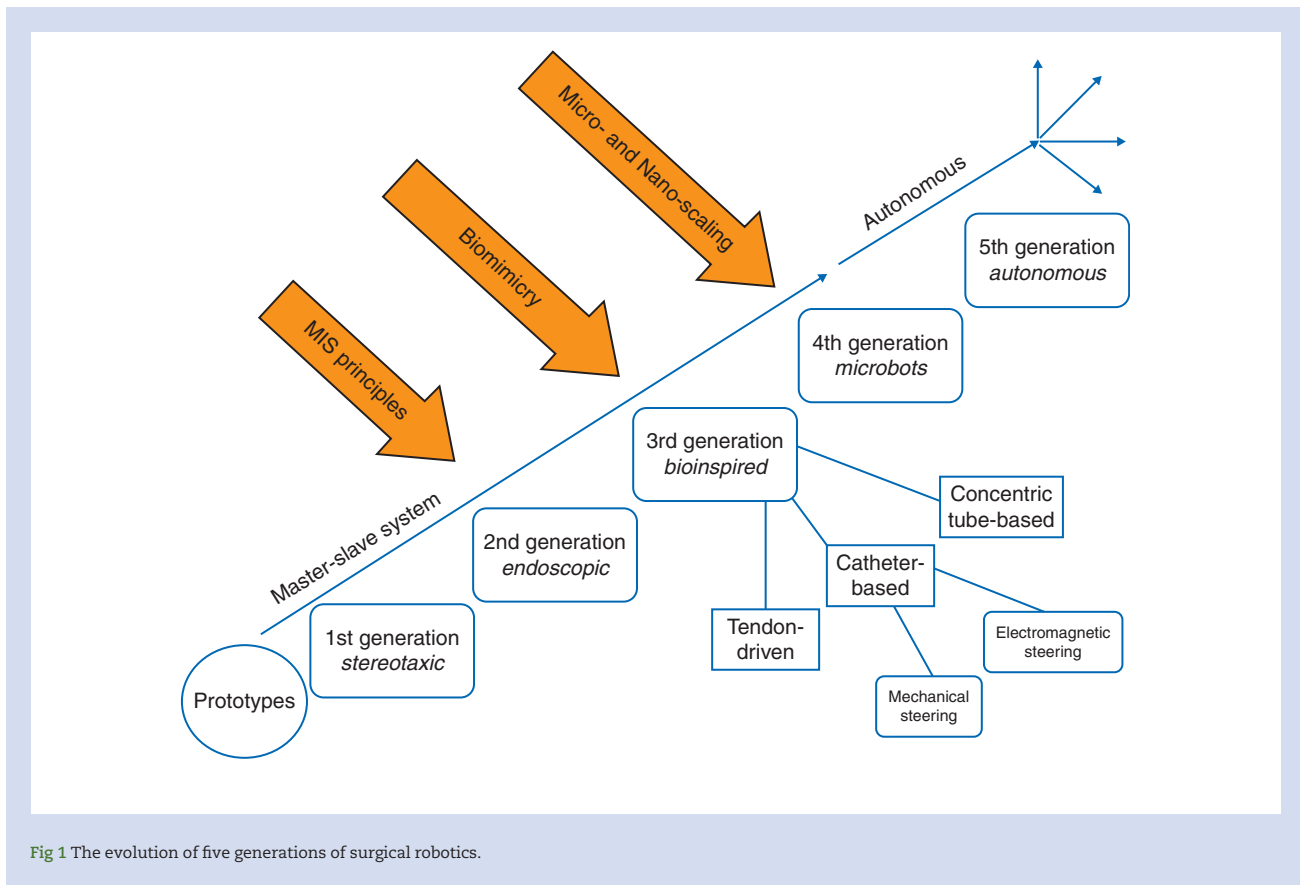 Micro- and Nano-scaling
Biomimicry
MIS principles
Autonomous
Master-slave system
5th generation
autonomous
4th generation
microbots
3rd generation
bioinspired
2nd generation
endoscopic
1st generation
stereotaxic
Prototypes
Concentric
tube-based
Catheter-
based
Tendon-
driven
Electromagnetic
steering
Mechanical
steering
Fig 1 The evolution of five generations of surgical robotics.